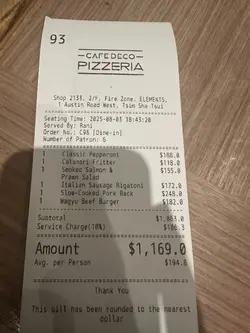 93
CAFE DECO
PIZZERIA
Shop 2133, 2/F, Fire Zone, ELEMENTS,
1 Austin Road West, Tsim Sha Tsui
Seating Time: 2025-08-03 18:43:20
Served By: Rani
Order No.: C98 [Dine-in]
Number of Patron: 6
1 Classic Pepperoni $188.0
1 Calamari Fritter $118.0
1 Smoked Salmon & $155.0
Prawn Salad
1 Italian Sausage Rigatoni $172.0
1 Slow-Cooked Pork Rack $248.0
1 Wagyu Beef Burger $182.0
Subtotal $1,063.0
Service Charge(10%) $106.3
Amount $1,169.0
Avg. per Person $194.8
Thank You
This bill has been rounded to the nearest
dollar